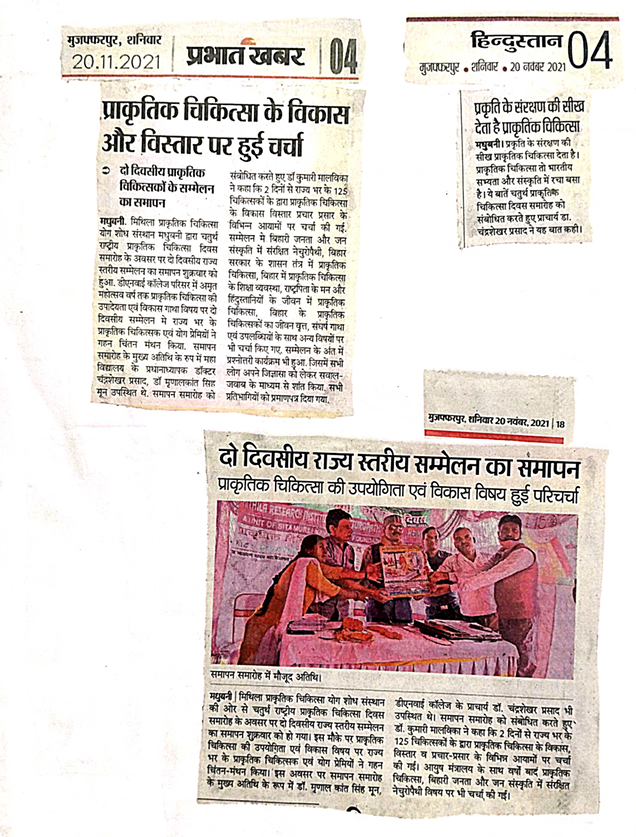 मुजफ्फरपुर, शनिवार
20.11.2021
प्रभात खबर
04
प्राकृतिक चिकित्सा के विकास
और विस्तार पर हुई चर्चा
दो दिवसीय प्राकृतिक
चिकित्सकों के सम्मेलन
का समापन
मधुबनी. मिथिला प्राकृतिक चिकित्सा
योग शोध संस्थान मधुबनी द्वारा चतुर्थ
राष्ट्रीय प्राकृतिक चिकित्सा दिवस
समारोह के अवसर पर दो दिवसीय राज्य
स्तरीय सम्मेलन का समापन शुक्रवार को
हुआ. डीएनवाई कॉलेज परिसर में अमृत
महोत्सव वर्ष तक प्राकृतिक चिकित्सा की
उपादेयता एवं विकास गाथा विषय पर दो
दिवसीय सम्मेलन मे राज्य भर के
प्राकृतिक चिकित्सक एवं योग प्रेमियों ने
गहन चिंतन मंथन किया. समापन
समारोह के मुख्य अतिथि के रूप में महा
विद्यालय के प्रधानाध्यापक डॉक्टर
चंद्रशेखर प्रसाद, डॉ मृणालकांत सिंह
मून उपस्थित थे. समापन समारोह को
संबोधित करते हुए डॉ कुमारी मालविका
ने कहा कि 2 दिनों से राज्य भर के 125
चिकित्सकों के द्वारा प्राकृतिक चिकित्सा
के विकास विस्तार प्रचार प्रसार के
विभिन्न आयामों पर चर्चा की गई.
सम्मेलन मे बिहारी जनता और जन
संस्कृति में संरक्षित नेचुरोपैथी, बिहार
सरकार के शासन तंत्र में प्राकृतिक
चिकित्सा, बिहार में प्राकृतिक चिकित्सा
के शिक्षा व्यवस्था, राष्ट्रपिता के मन और
हिंदुस्तानियों के जीवन में प्राकृतिक
चिकित्सा, बिहार के प्राकृतिक
चिकित्सकों का जीवन वृत्त, संघर्ष गाथा
एवं उपलब्धियों के साथ अन्य विषयों पर
भी चर्चा किए गए. सम्मेलन के अंत में
प्रश्नोत्तरी कार्यक्रम भी हुआ. जिसमें सभी
लोग अपने जिज्ञासा को लेकर सवाल-
जवाब के माध्यम से शांत किया. सभी
प्रतिभागियों को प्रमाणपत्र दिया गया.
हिन्दुस्तान
04
मुजफ्फरपुर • शनिवार • 20 नवंबर 2021
प्रकृति के संरक्षण की सीख
देता है प्राकृतिक चिकित्सा
मधुबनी। प्रकृति के संरक्षण की
सीख प्राकृतिक चिकित्सा देता है।
प्राकृतिक चिकित्सा तो भारतीय
सभ्यता और संस्कृति में रचा बसा
है। ये बातें चतुर्थ प्राकृतिक
चिकित्सा दिवस समारोह को
संबोधित करते हुए प्राचार्य डा.
चंद्रशेखर प्रसाद ने यह बात कही।
मुजफ्फरपुर, शनिवार 20 नवंबर, 2021 | 18
दो दिवसीय राज्य स्तरीय सम्मेलन का समापन
प्राकृतिक चिकित्सा की उपयोगिता एवं विकास विषय हुई परिचर्चा
समापन समारोह में मौजूद अतिथि।
मधुबनी | मिथिला प्राकृतिक चिकित्सा योग शोध संस्थान
की ओर से चतुर्थ राष्ट्रीय प्राकृतिक चिकित्सा दिवस
समारोह के अवसर पर दो दिवसीय राज्य स्तरीय सम्मेलन
का समापन शुक्रवार को हो गया। इस मौके पर प्राकृतिक
चिकित्सा की उपयोगिता एवं विकास विषय पर राज्य
भर के प्राकृतिक चिकित्सक एवं योग प्रेमियों ने गहन
चिंतन-मंथन किया। इस अवसर पर समापन समारोह
के मुख्य अतिथि के रूप में डॉ. मृणाल कांत सिंह मून,
डीएनवाई कॉलेज के प्राचार्य डॉ. चंद्रशेखर प्रसाद भी
उपस्थित थे। समापन समारोह को संबोधित करते हुए
डॉ. कुमारी मालविका ने कहा कि 2 दिनों से राज्य भर के
125 चिकित्सकों के द्वारा प्राकृतिक चिकित्सा के विकास,
विस्तार व प्रचार-प्रसार के विभिन्न आयामों पर चर्चा
की गई। आयुष मंत्रालय के साथ वर्षों बाद प्राकृतिक
चिकित्सा, बिहारी जनता और जन संस्कृति में संरक्षित
नेचुरोपैथी विषय पर भी चर्चा की गई।